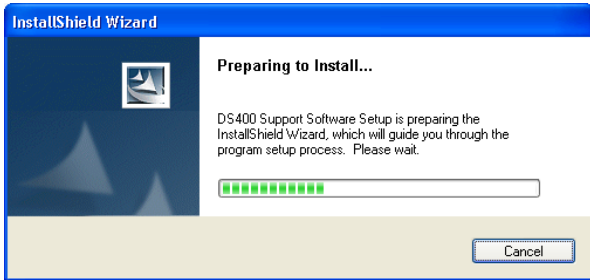 InstallShield Wizard
Preparing to Install...
DS400 Support Software Setup is preparing the
InstallShield Wizard, which will guide you through the
program setup process. Please wait.
Cancel